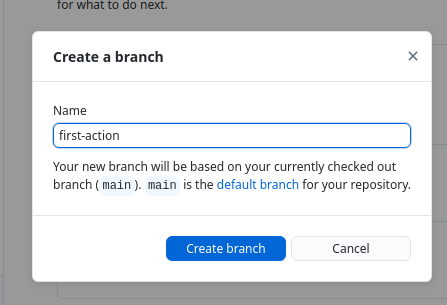 for what to do next.
Create a branch
Name
first-action
Your new branch will be based on your currently checked out
branch ( main ). main is the default branch for your repository.
Create branch
Cancel